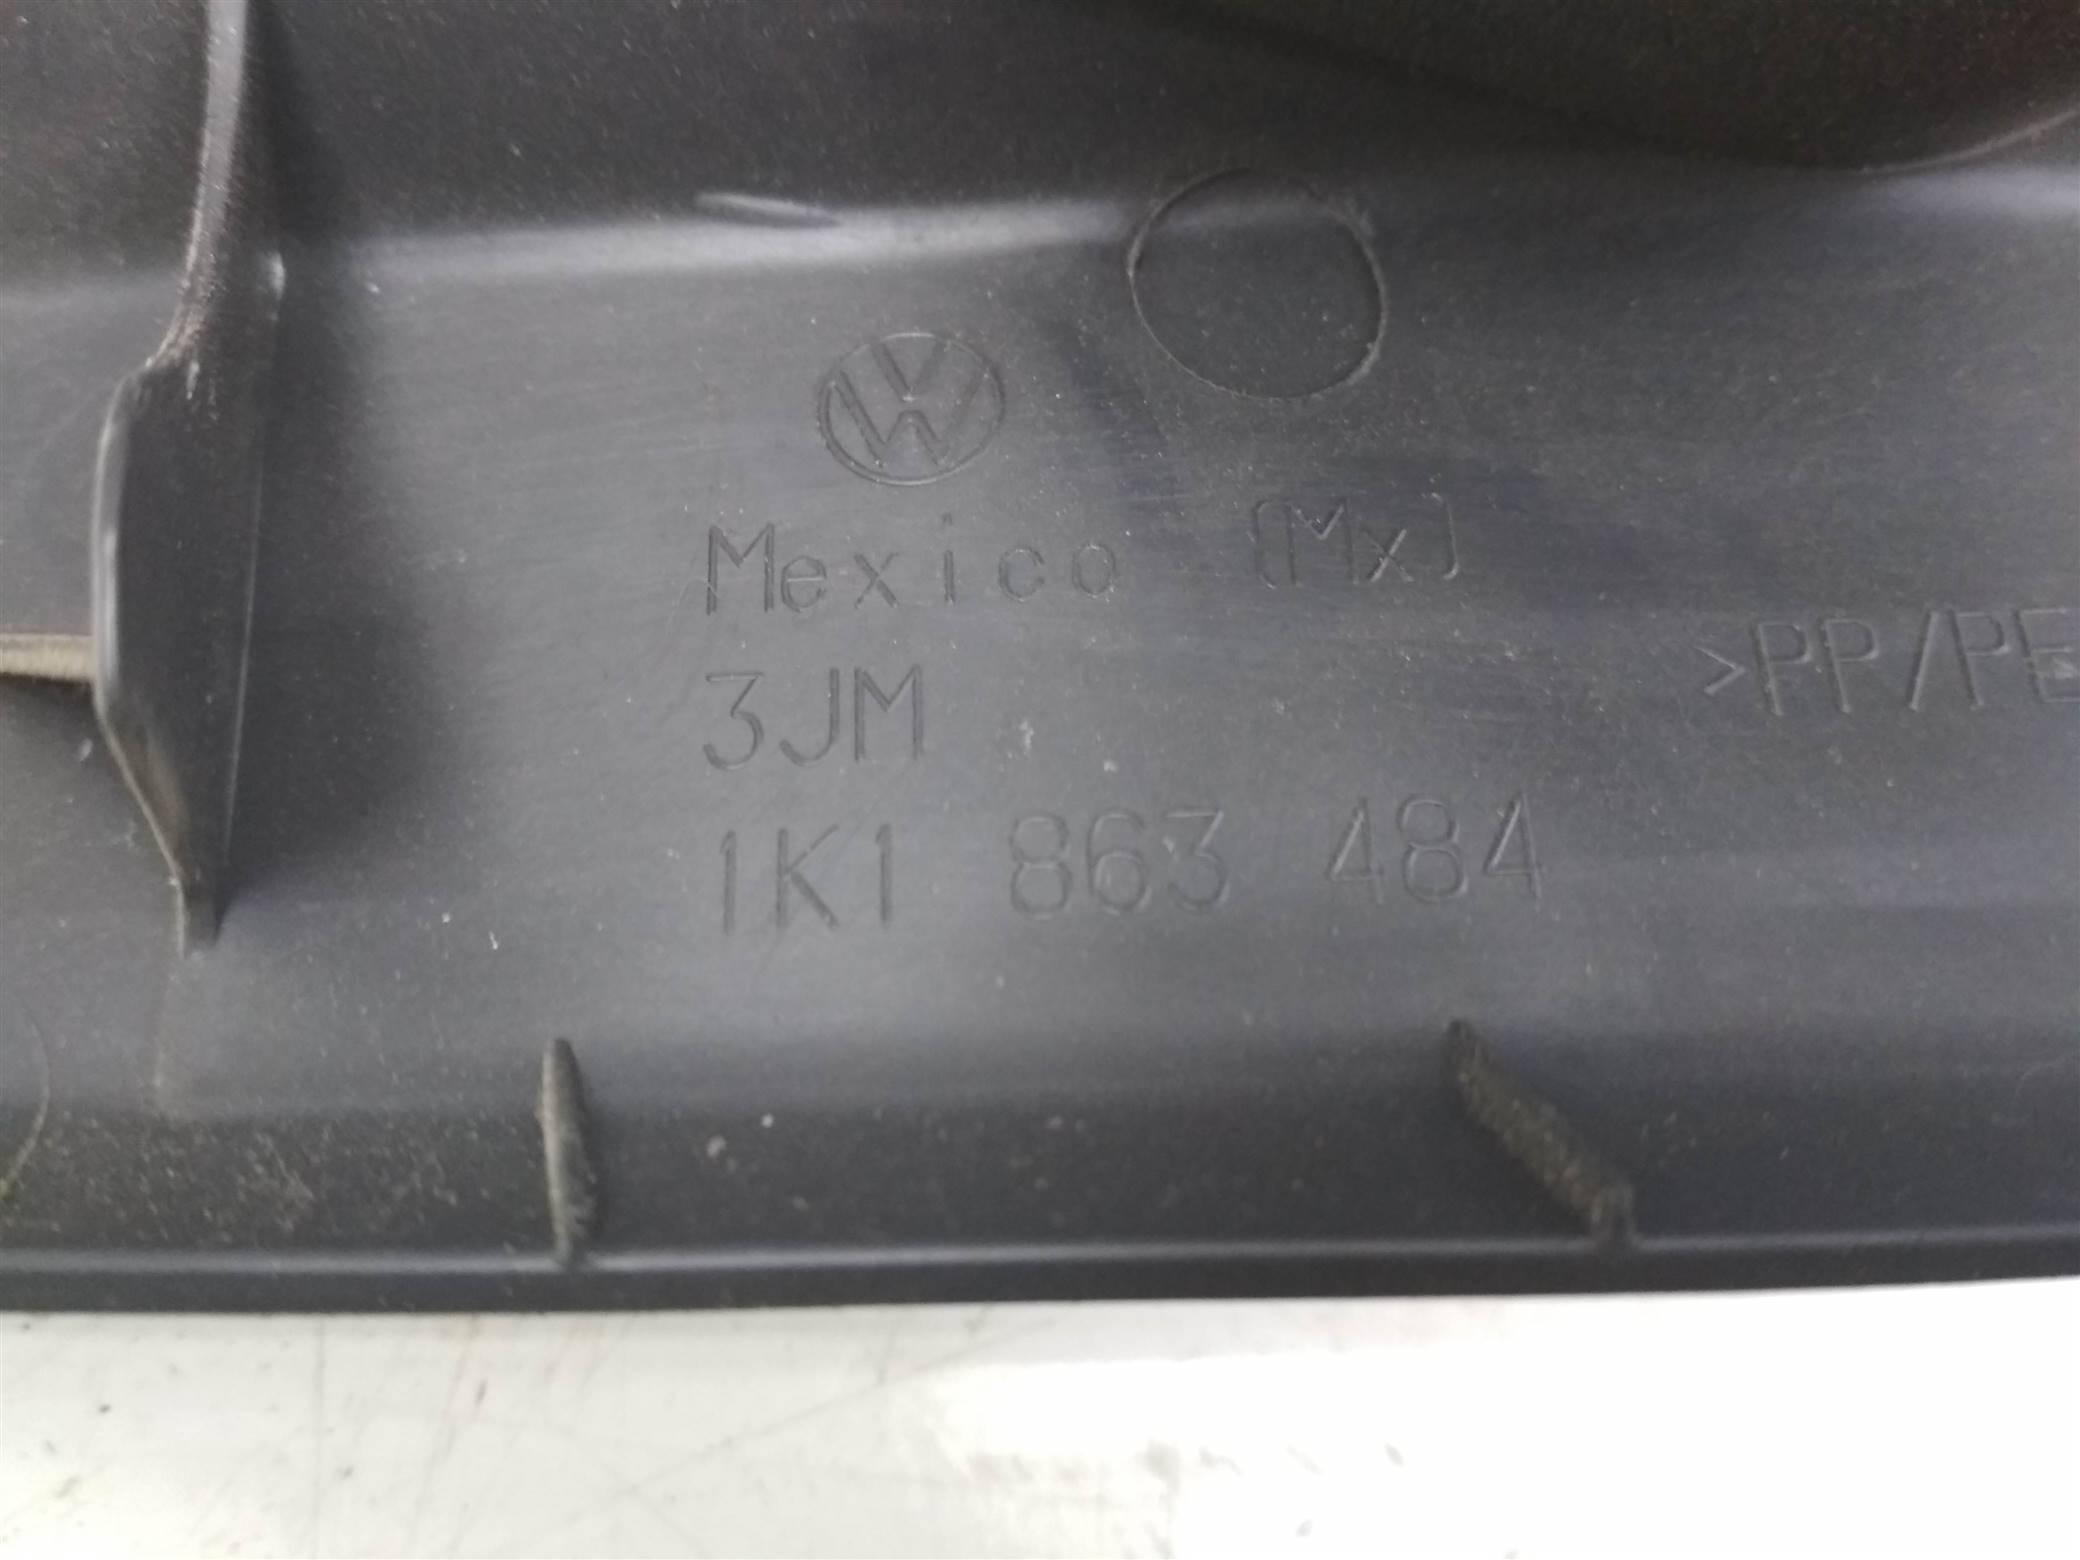 Mexico (Mx)
>PP/PE
3JM
1K1 863 484